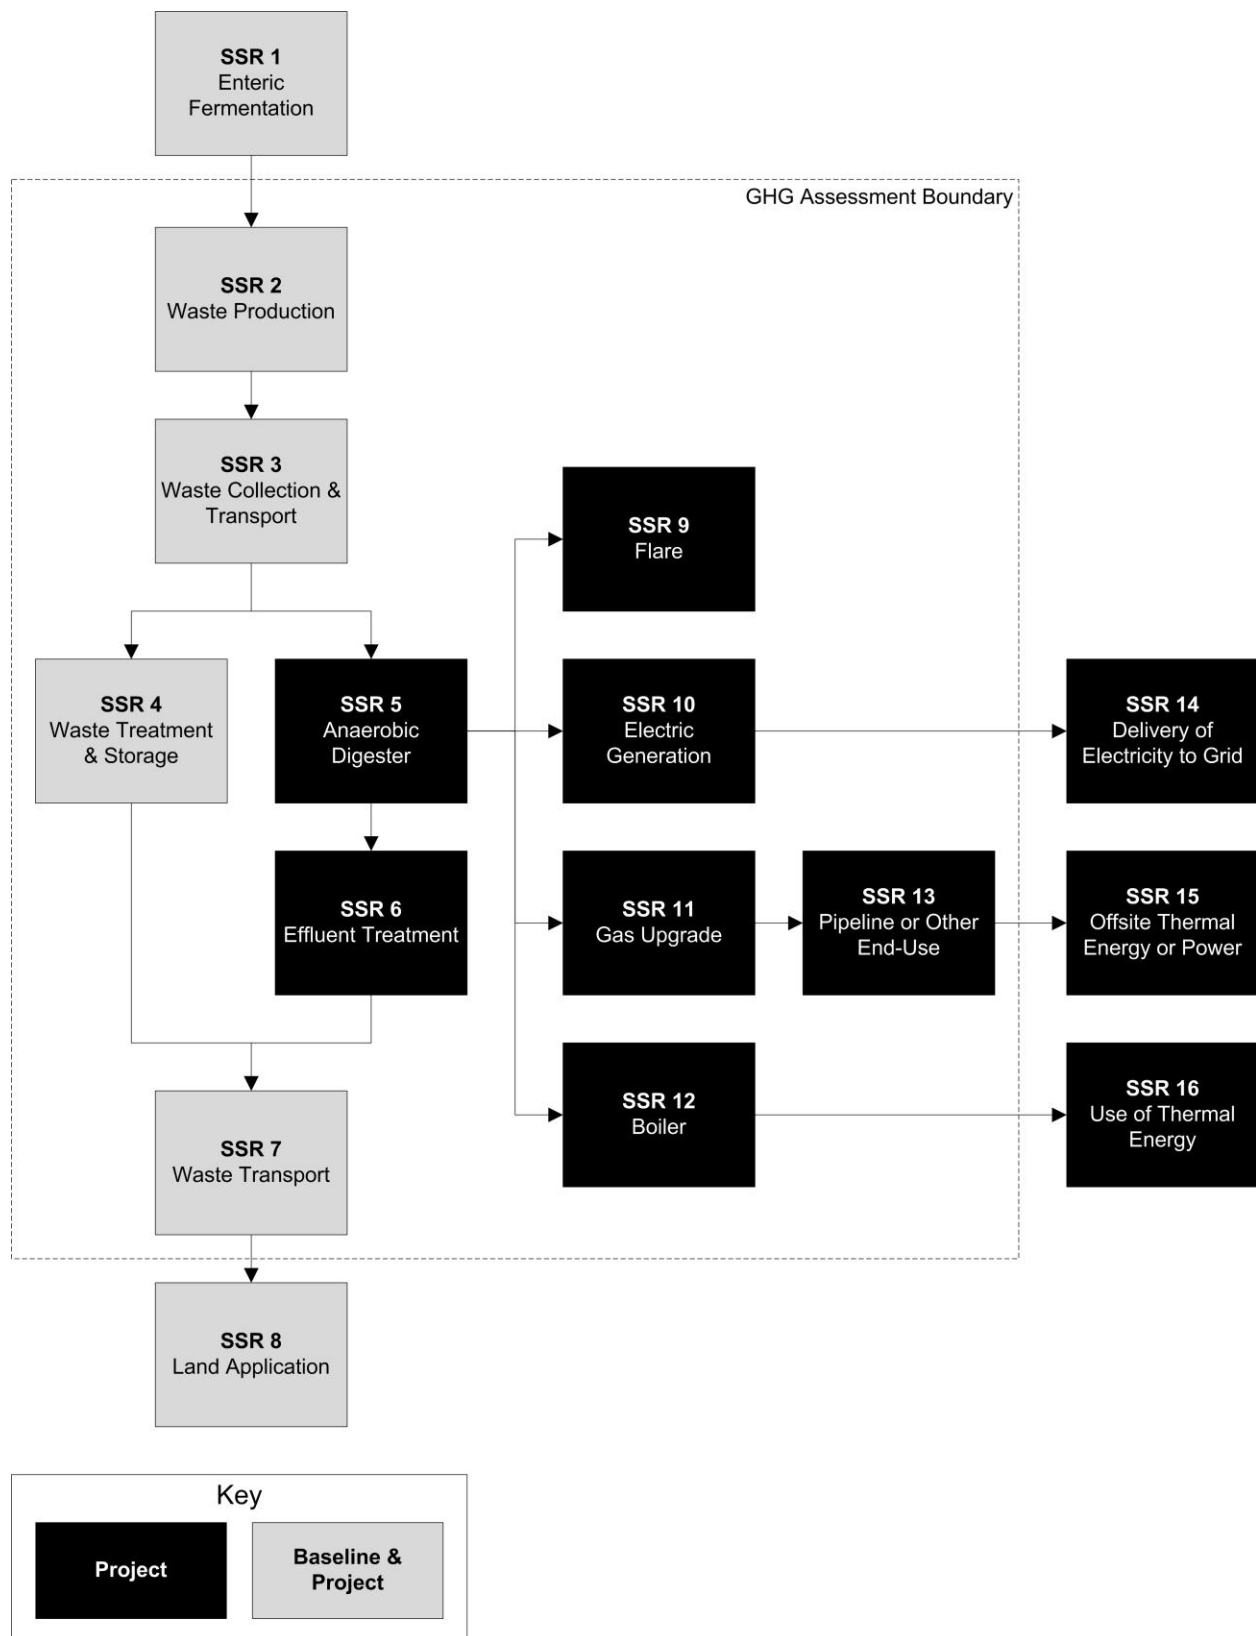 SSR 1
Enteric
Fermentation
GHG Assessment Boundary
SSR 2
Waste Production
SSR 3
Waste Collection &
Transport
SSR 9
Flare
SSR 4
Waste Treatment
& Storage
SSR 5
Anaerobic
Digester
SSR 10
Electric
Generation
SSR 14
Delivery of
Electricity to Grid
SSR 6
Effluent Treatment
SSR 11
Gas Upgrade
SSR 13
Pipeline or Other
End-Use
SSR 15
Offsite Thermal
Energy or Power
SSR 7
Waste Transport
SSR 12
Boiler
SSR 16
Use of Thermal
Energy
SSR 8
Land Application
Key
Project
Baseline &
Project